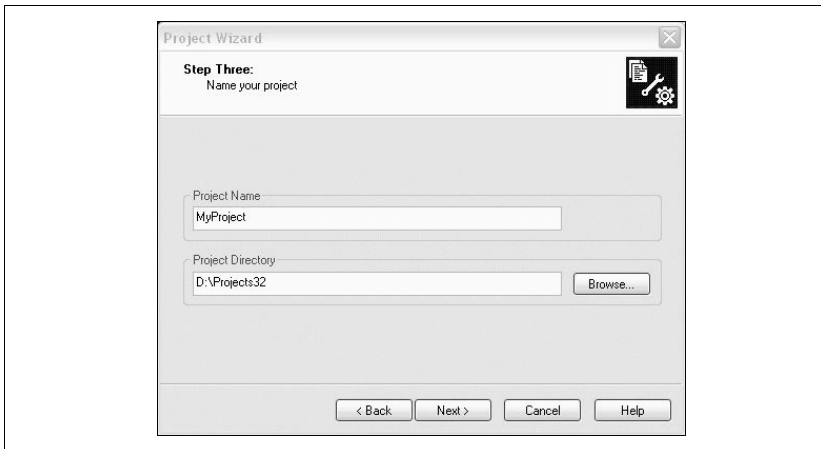 Project Wizard
Step Three:
Name your project
Project Name
MyProject
Project Directory
D:\Projects32
Browse...
< Back
Next >
Cancel
Help